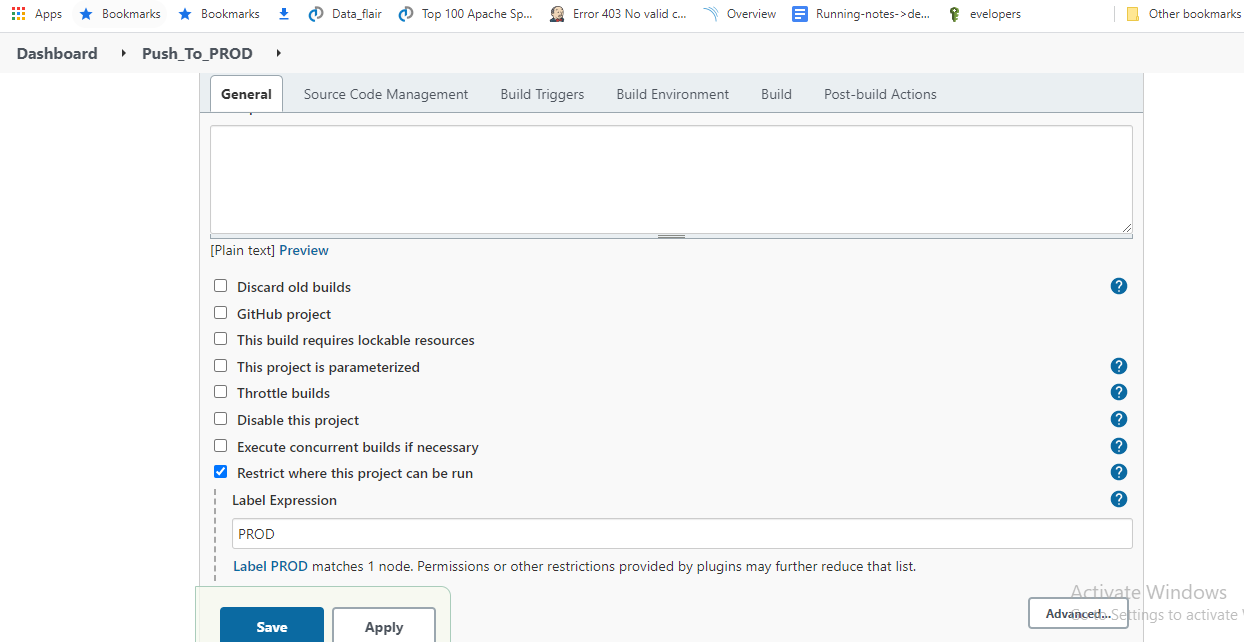 Apps Bookmarks Bookmarks Data_flair Top 100 Apache Sp... Error 403 No valid c... Overview Running-notes->de... evelopers Other bookmarks
Dashboard Push_To_PROD
General Source Code Management Build Triggers Build Environment Build Post-build Actions
[Plain text] Preview
Discard old builds
GitHub project
This build requires lockable resources
This project is parameterized
Throttle builds
Disable this project
Execute concurrent builds if necessary
Restrict where this project can be run
Label Expression
PROD
Label PROD matches 1 node. Permissions or other restrictions provided by plugins may further reduce that list.
Activate Windows
Advanced... Settings to activate
Save Apply